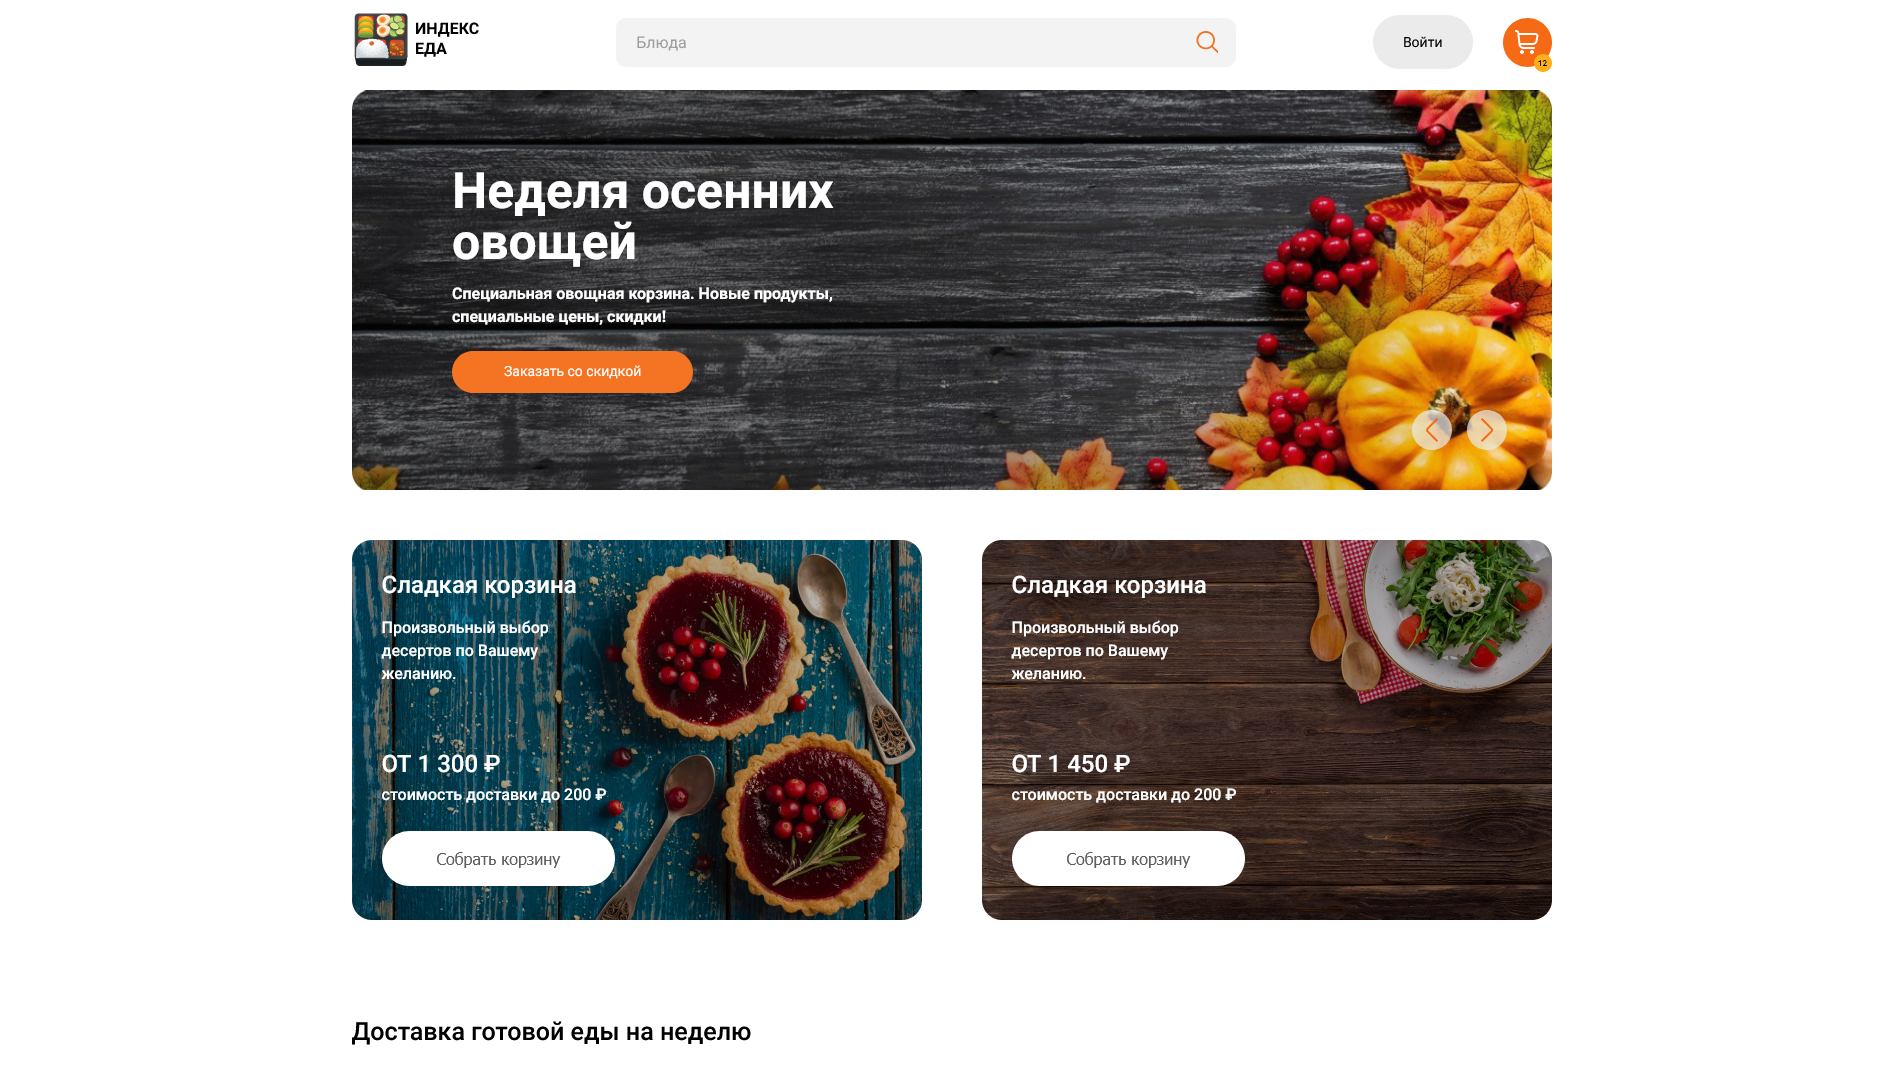 ИНДЕКС
ЕДА
Блюда
Войти
12
Неделя осенних
овощей
Специальная овощная корзина. Новые продукты,
специальные цены, скидки!
Заказать со скидкой
Сладкая корзина
Произвольный выбор
десертов по Вашему
желанию.
ОТ 1 300 ₽
стоимость доставки до 200 ₽
Собрать корзину
Сладкая корзина
Произвольный выбор
десертов по Вашему
желанию.
ОТ 1 450 ₽
стоимость доставки до 200 ₽
Собрать корзину
Доставка готовой еды на неделю